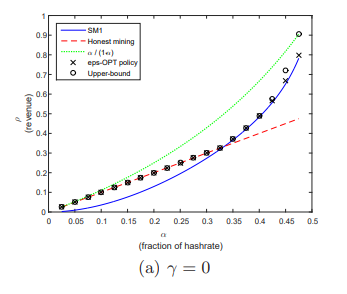 1
0.9
0.8
0.7
0.6
0.5
0.4
0.3
0.2
0.1
0
ρ
(revenue)
SM1
Honest mining
α / (1-α)
eps-OPT policy
Upper-bound
0 0.05 0.1 0.15 0.2 0.25 0.3 0.35 0.4 0.45 0.5
α
(fraction of hashrate)
(a) γ = 0